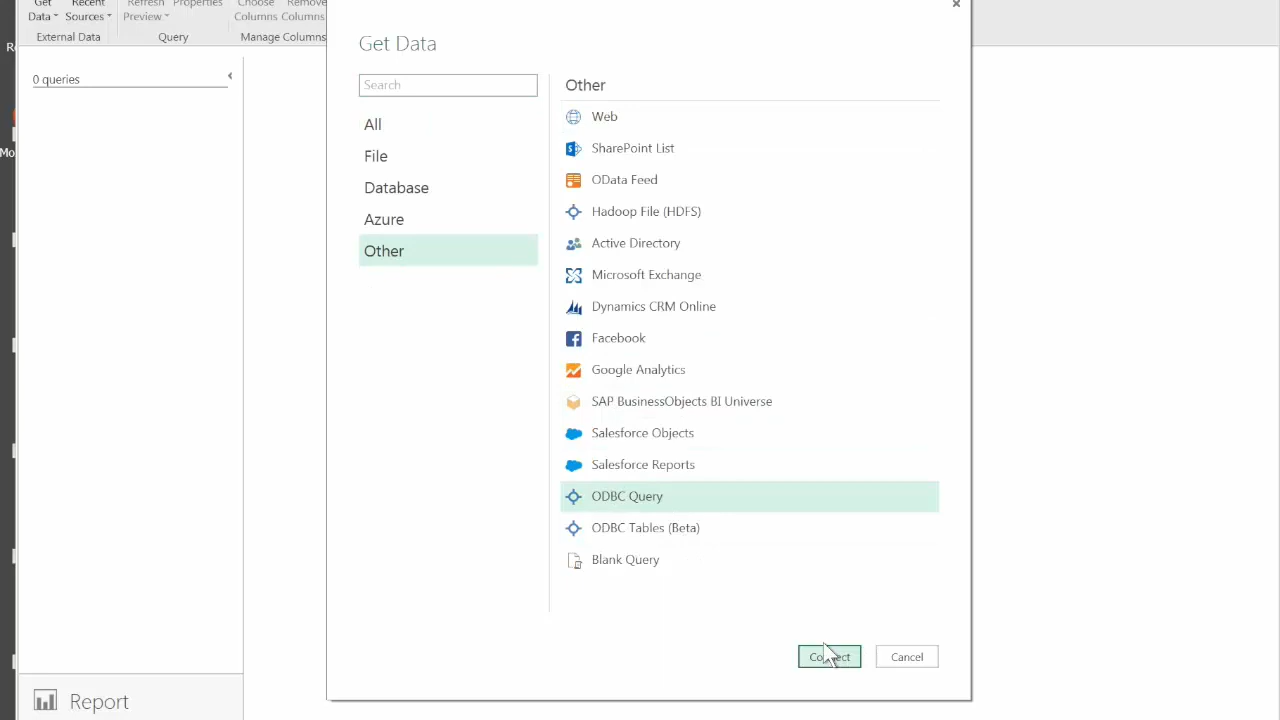 Get Recent Refresh Properties Choose Remove
Data Sources Preview Columns Columns
External Data Query Manage Columns
0 queries
Get Data
Search
All
File
Database
Azure
Other
Other
Web
SharePoint List
OData Feed
Hadoop File (HDFS)
Active Directory
Microsoft Exchange
Dynamics CRM Online
Facebook
Google Analytics
SAP BusinessObjects BI Universe
Salesforce Objects
Salesforce Reports
ODBC Query
ODBC Tables (Beta)
Blank Query
Connect Cancel
Report